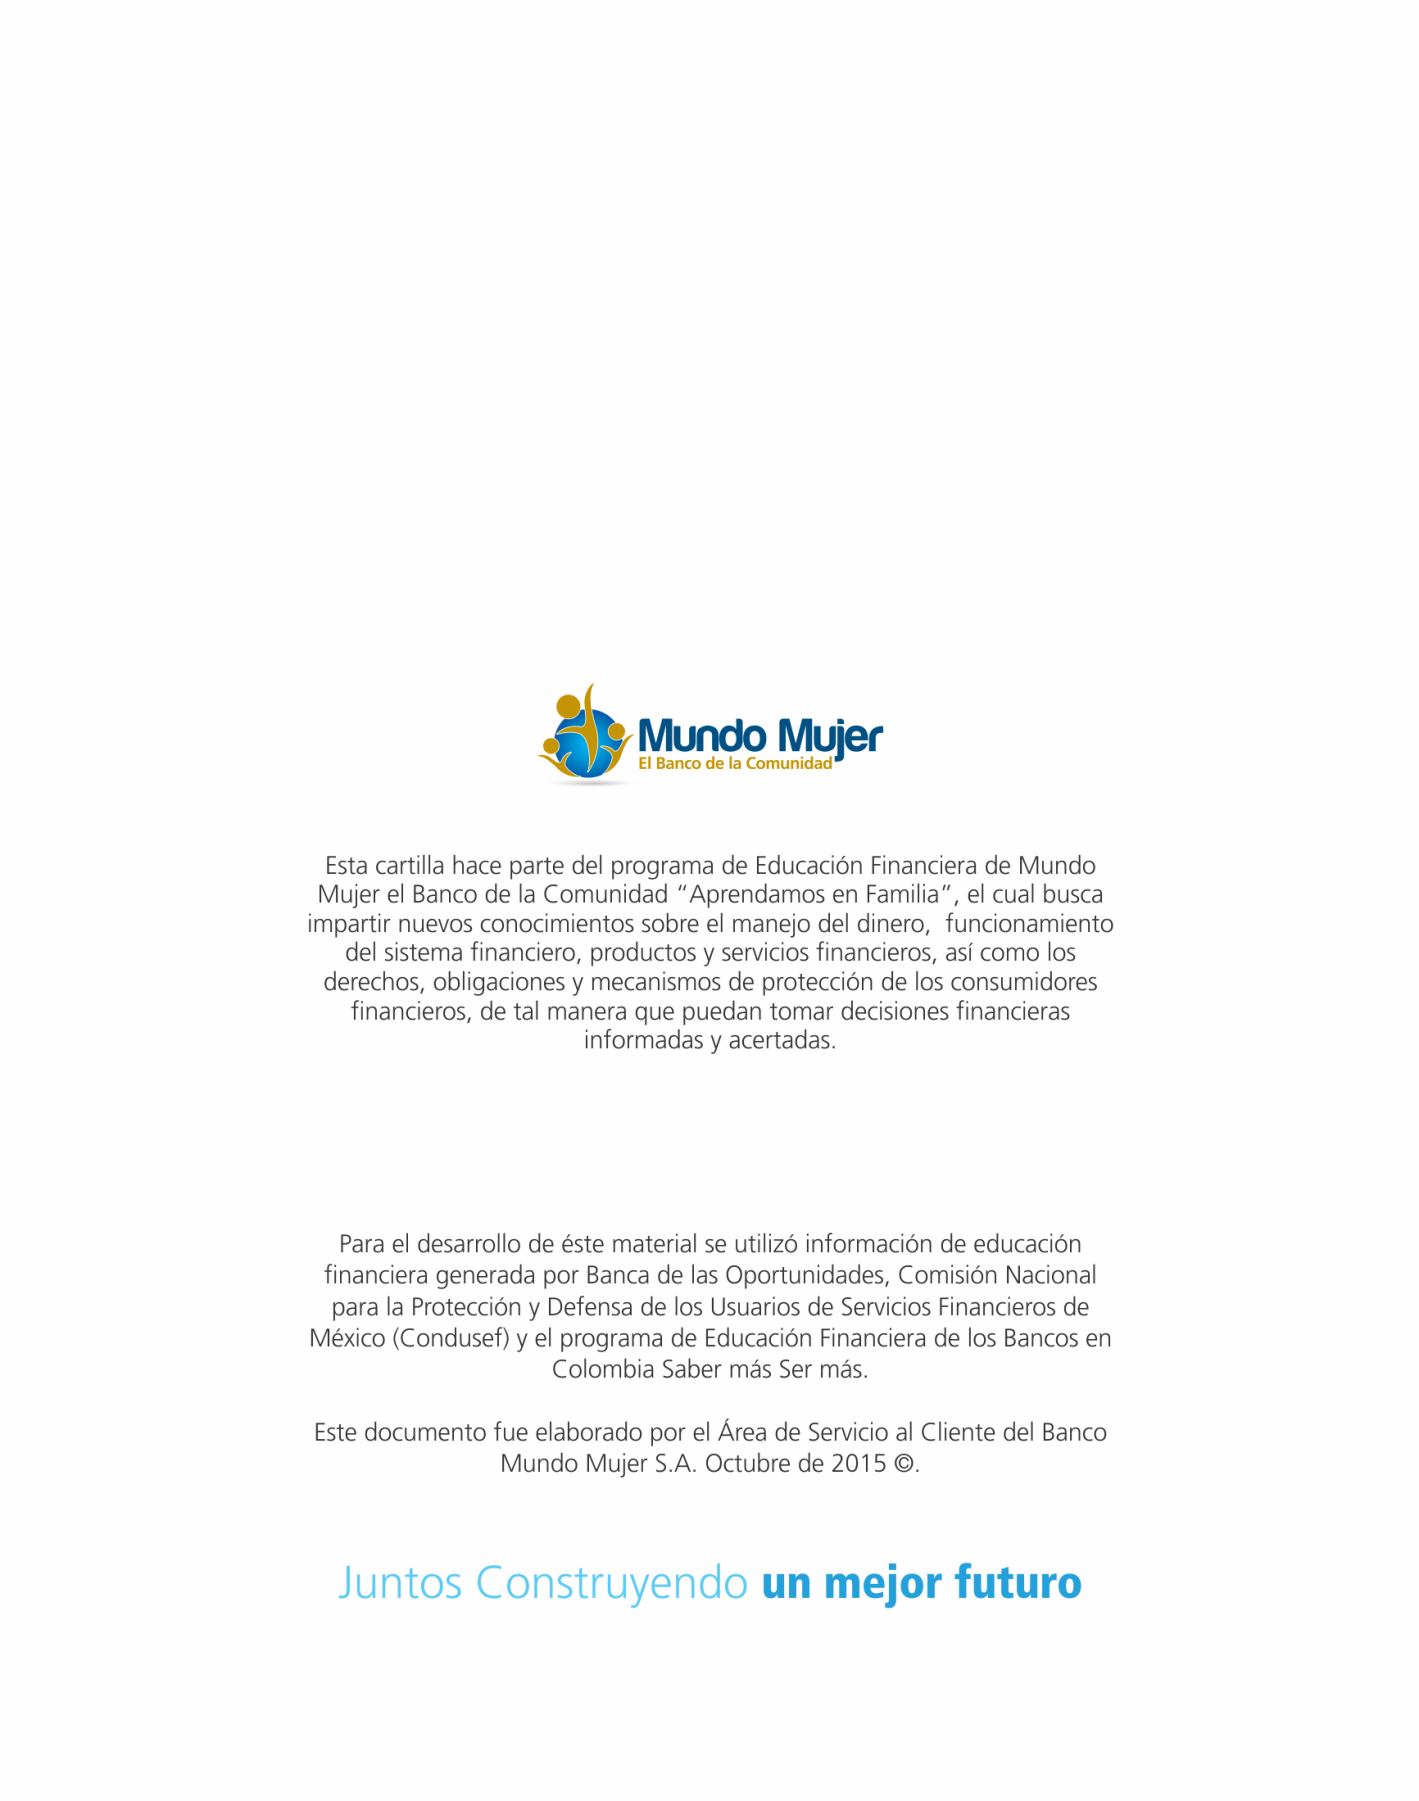 Mundo Mujer
El Banco de la Comunidad
Esta cartilla hace parte del programa de Educación Financiera de Mundo
Mujer el Banco de la Comunidad “Aprendamos en Familia”, el cual busca
impartir nuevos conocimientos sobre el manejo del dinero,  funcionamiento
del sistema financiero, productos y servicios financieros, así como los
derechos, obligaciones y mecanismos de protección de los consumidores
financieros, de tal manera que puedan tomar decisiones financieras
informadas y acertadas.
Para el desarrollo de éste material se utilizó información de educación
financiera generada por Banca de las Oportunidades, Comisión Nacional
para la Protección y Defensa de los Usuarios de Servicios Financieros de
México (Condusef) y el programa de Educación Financiera de los Bancos en
Colombia Saber más Ser más.
Este documento fue elaborado por el Área de Servicio al Cliente del Banco
Mundo Mujer S.A. Octubre de 2015 ©.
Juntos Construyendo un mejor futuro